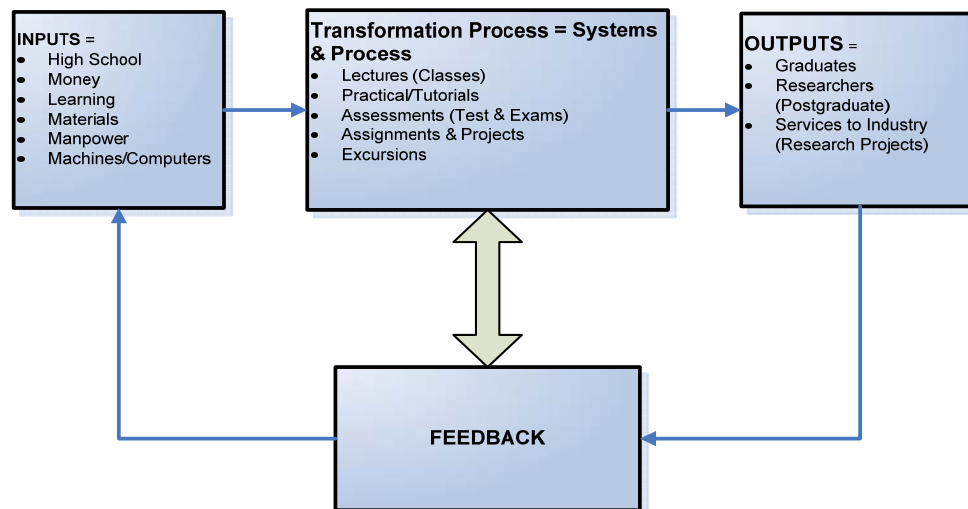 INPUTS =
• High School
• Money
• Learning
• Materials
• Manpower
• Machines/Computers
Transformation Process = Systems
& Process
• Lectures (Classes)
• Practical/Tutorials
• Assessments (Test & Exams)
• Assignments & Projects
• Excursions
OUTPUTS =
• Graduates
• Researchers
(Postgraduate)
• Services to Industry
(Research Projects)
FEEDBACK